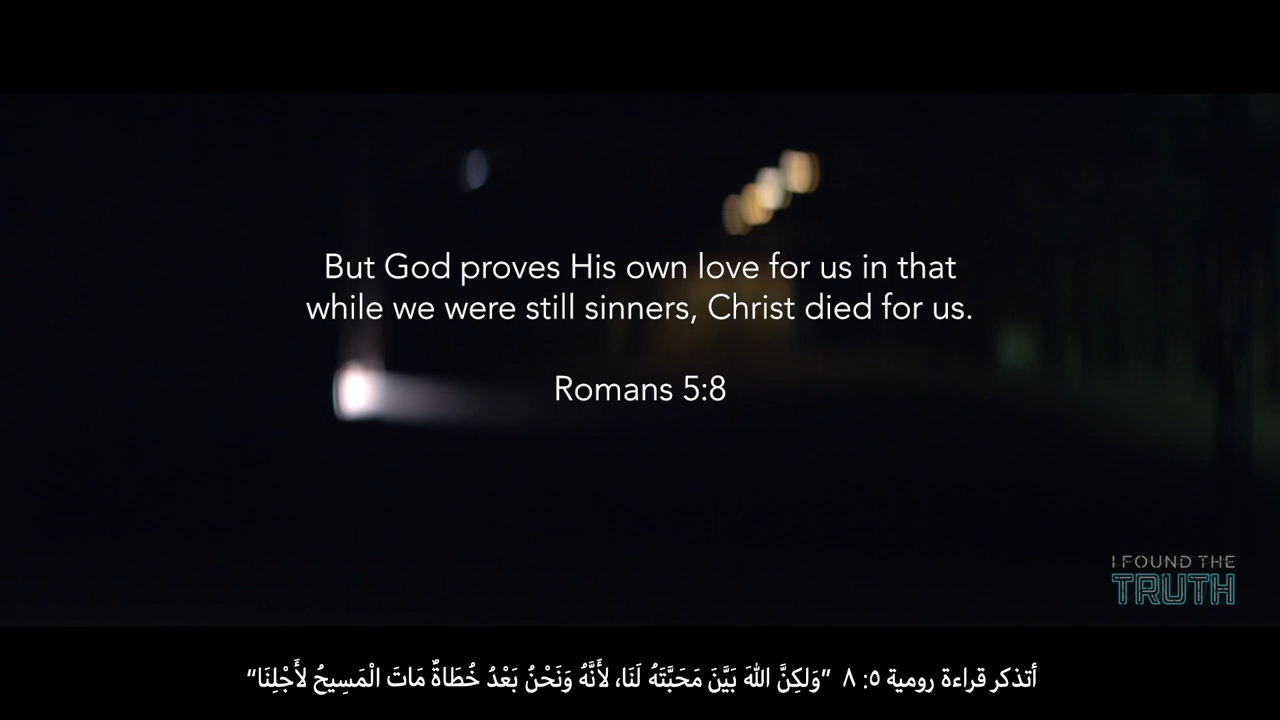 But God proves His own love for us in that
while we were still sinners, Christ died for us.
Romans 5:8
I FOUND THE
TRUTH
أتذكر قراءة رومية ٥: ٨ "وَلكِنَّ اللهَ بَيَّنَ مَحَبَّتَهُ لَنَا، لأَنَّهُ وَنَحْنُ بَعْدُ خُطَاةٌ مَاتَ الْمَسِيحُ لأَجْلِنَا"